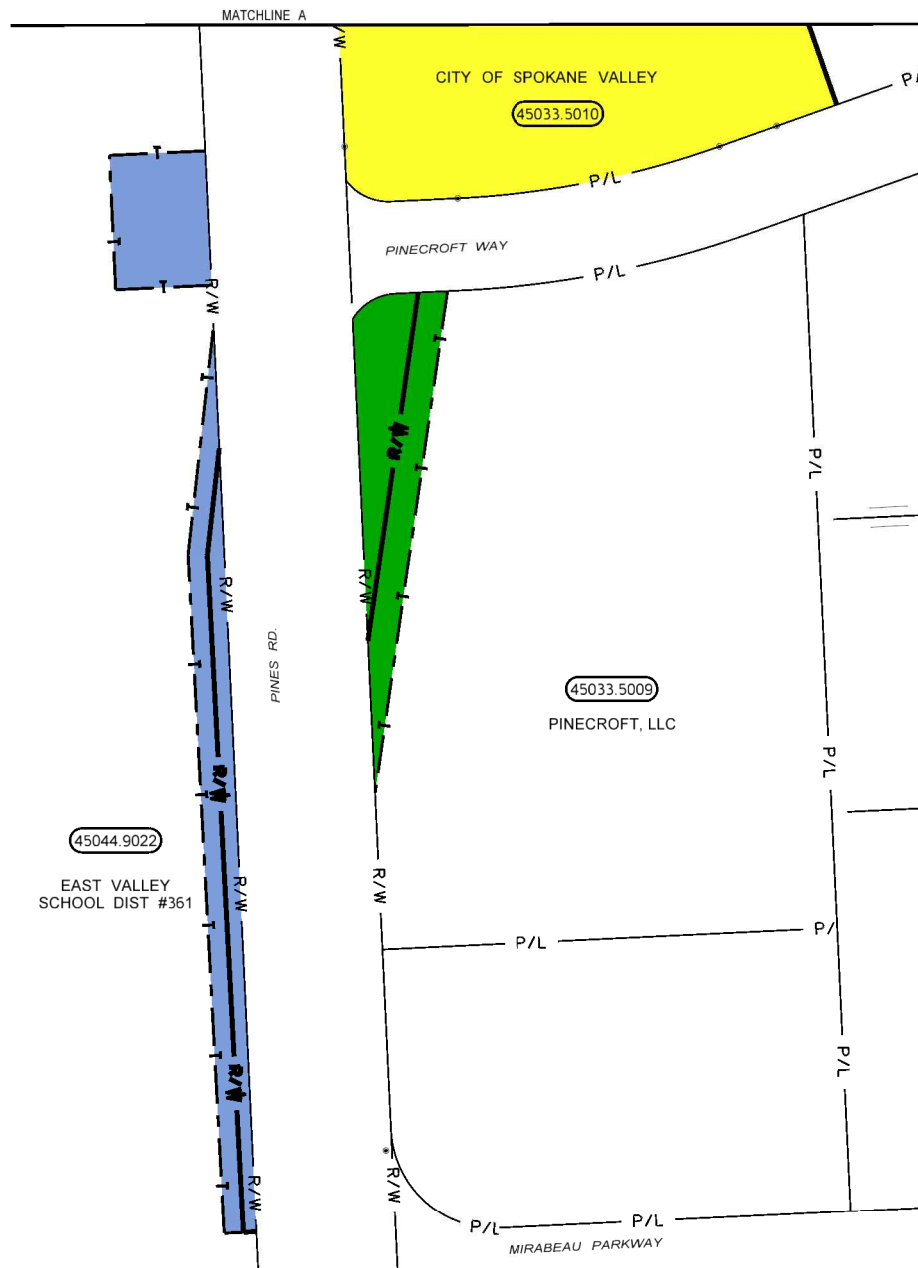 MATCHLINE A
R/W
CITY OF SPOKANE VALLEY
45033.5010
P/L
P/L
PINECROFT WAY
P/L
R/W
R/W
P/L
R/W
R/W
PINES RD.
45033.5009
PINECROFT, LLC
P/L
R/W
45044.9022
EAST VALLEY
SCHOOL DIST #361
R/W
R/W
P/L
P/
P/L
R/W
R/W
R/W
P/L
P/L
MIRABEAU PARKWAY